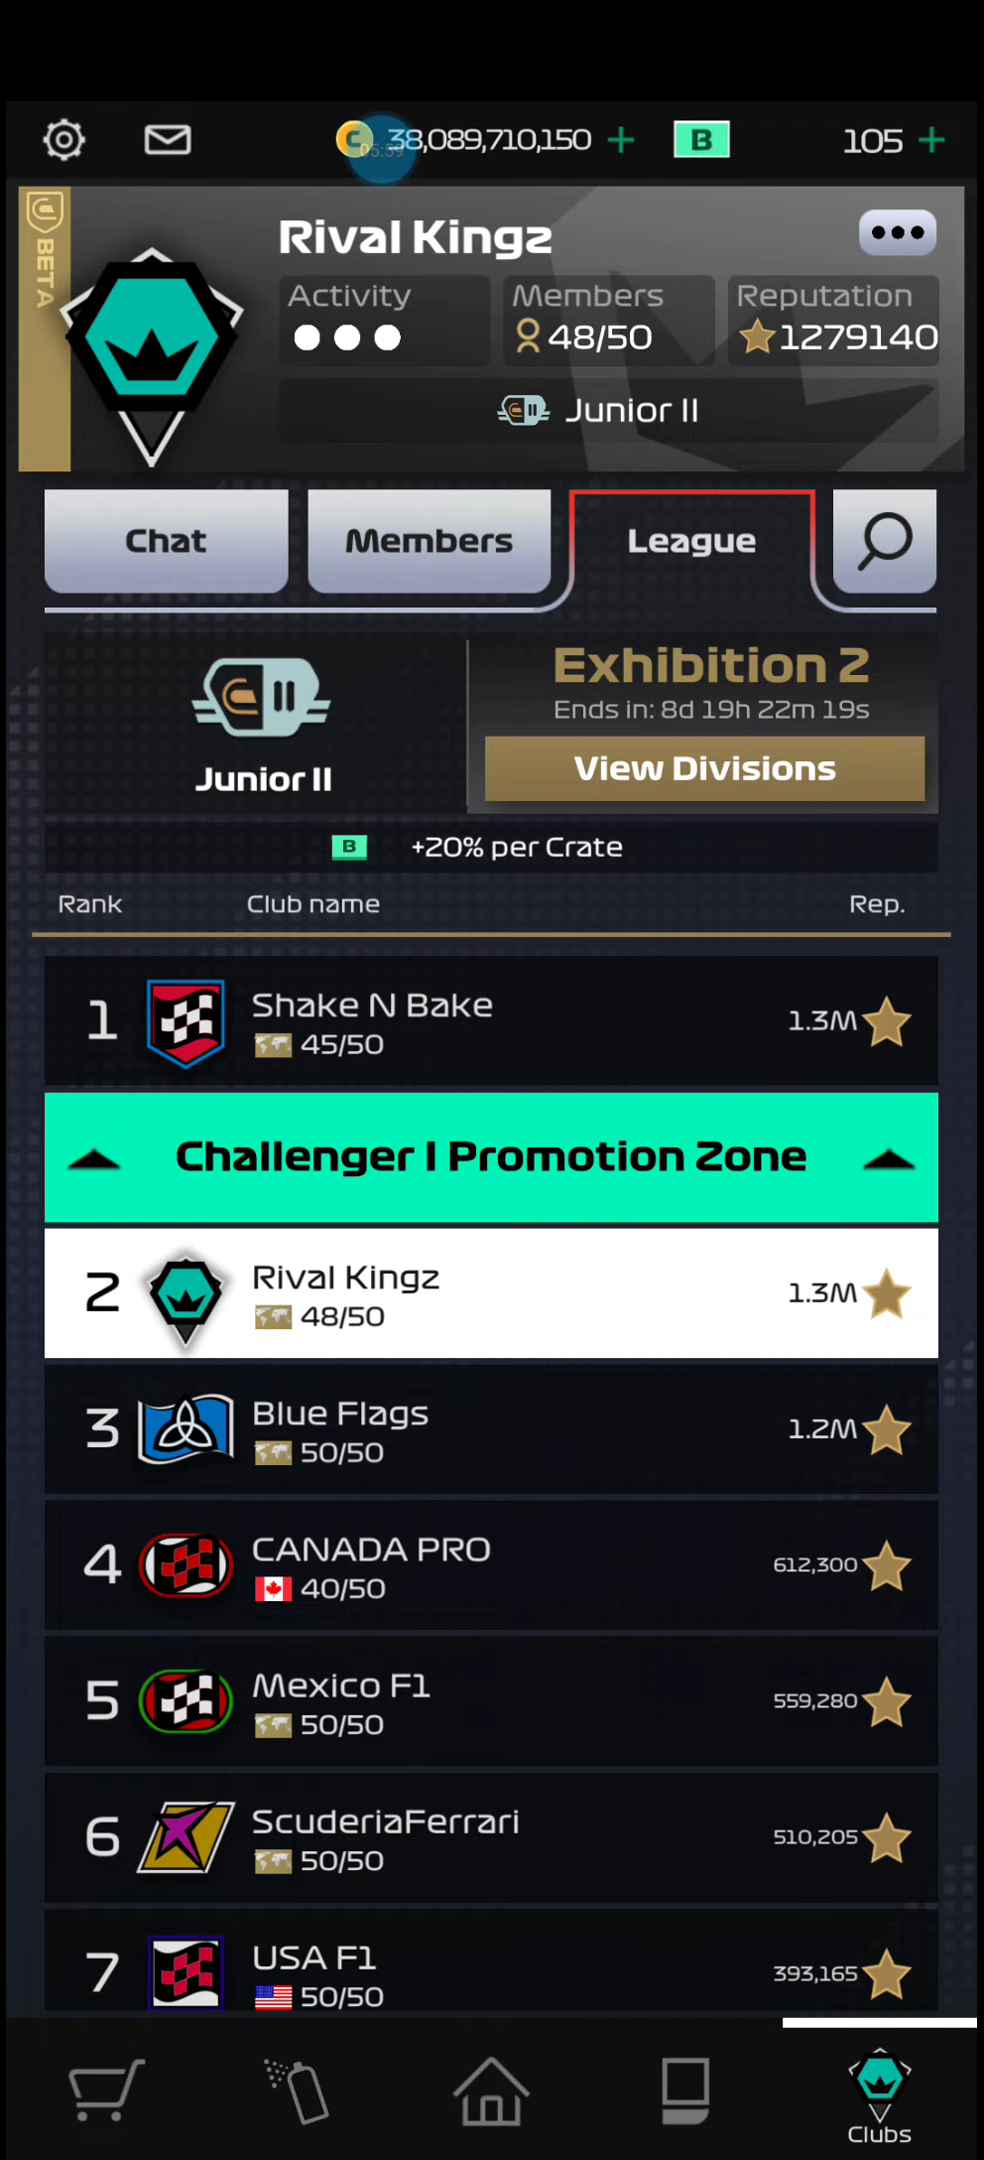 38,089,710,150
05:59
B
105
BETA
Rival Kingz
Activity
Members
48/50
Reputation
1279140
II
Junior II
Chat
Members
League
II
Junior II
Exhibition 2
Ends in: 8d 19h 22m 19s
View Divisions
B +20% per Crate
Rank Club name Rep.
1 Shake N Bake 1.3M
45/50
Challenger I Promotion Zone
2 Rival Kingz 1.3M
48/50
3 Blue Flags 1.2M
50/50
4 CANADA PRO 612,300
40/50
5 Mexico F1 559,280
50/50
6 ScuderiaFerrari 510,205
50/50
7 USA F1 393,165
50/50
Clubs